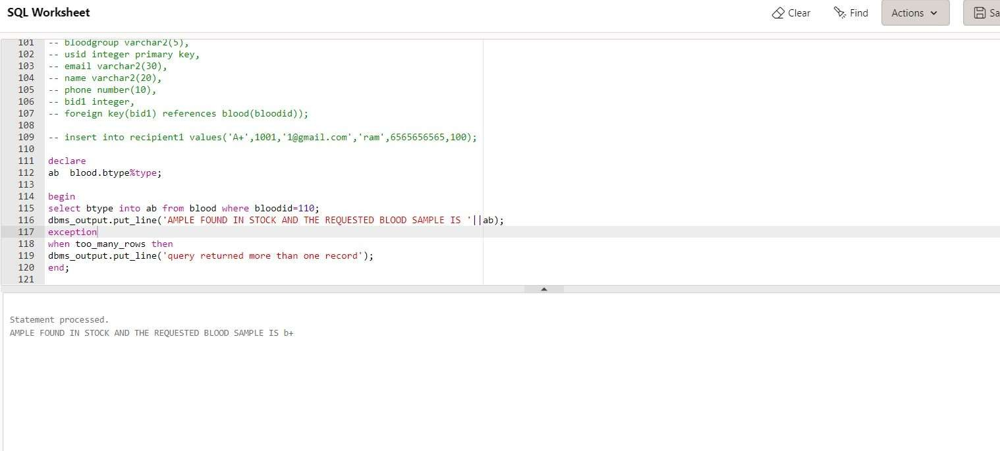 SQL Worksheet
Clear Find Actions Sa
101 -- bloodgroup varchar2(5),
102 -- usid integer primary key,
103 -- email varchar2(30),
104 -- name varchar2(20),
105 -- phone number(10),
106 -- bid1 integer,
107 -- foreign key(bid1) references blood(bloodid));
108
109 -- insert into recipient1 values('A+',1001,'1@gmail.com','ram',6565656565,100);
110
111 declare
112 ab  blood.btype%type;
113
114 begin
115 select btype into ab from blood where bloodid=110;
116 dbms_output.put_line('AMPLE FOUND IN STOCK AND THE REQUESTED BLOOD SAMPLE IS '||ab);
117 exception
118 when too_many_rows then
119 dbms_output.put_line('query returned more than one record');
120 end;
121
Statement processed.
AMPLE FOUND IN STOCK AND THE REQUESTED BLOOD SAMPLE IS b+